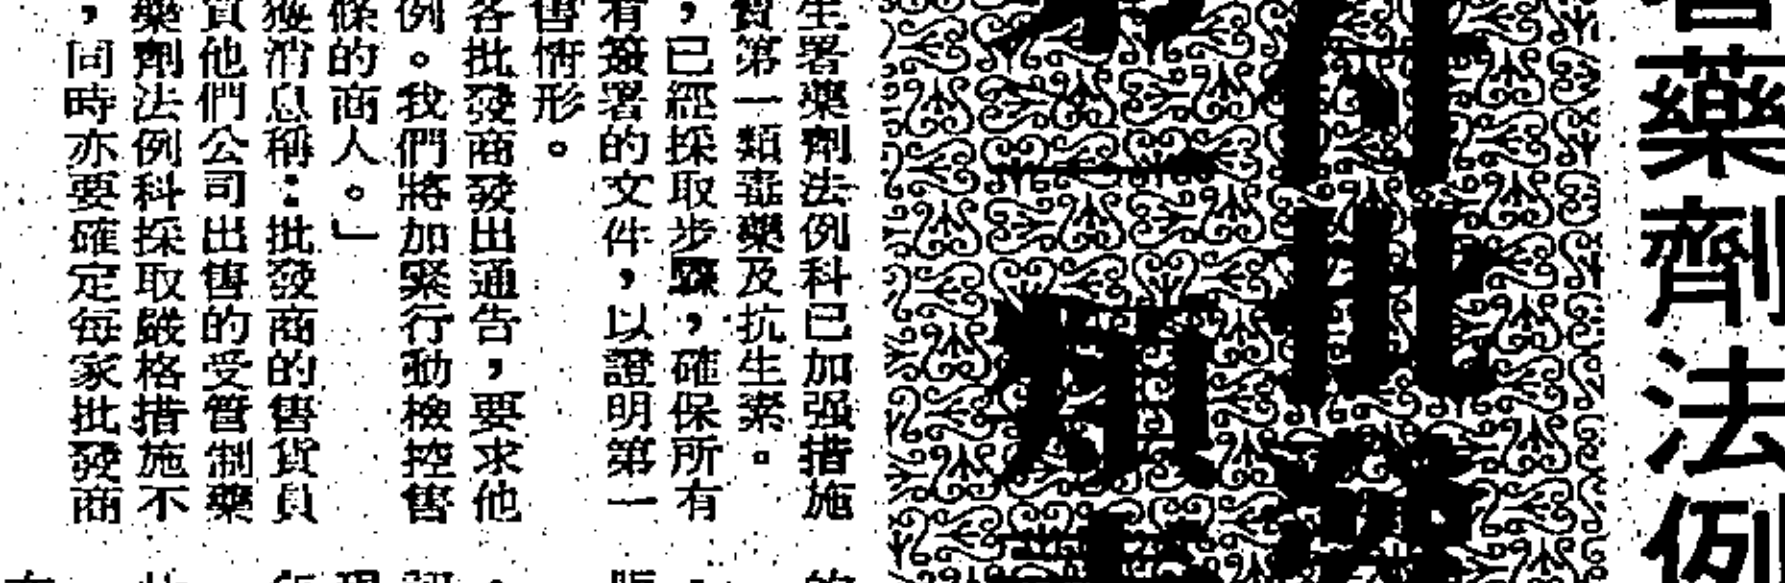 藥劑法例
批發
一類
生署藥劑法例科已加强措施
第一類毒藥及抗生素。
，已經採取步驟，確保所有
有簽署的文件，以證明第一
售情形。
各批發商發出通告，要求他
例。我們將加緊行動檢控售
條的商人。」
獲消息稱：批發商的售貨員
貨他們公司出售的受管制藥
藥劑法例科採取嚴格措施不
，同時亦要確定每家批發商